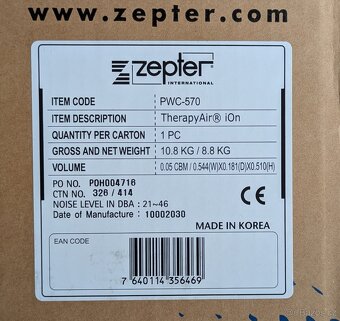 www.zepter.
zepter
INTERNATIONAL
ITEM CODE PWC-570
ITEM DESCRIPTION TherapyAir® iOn
QUANTITY PER CARTON 1 PC
GROSS AND NET WEIGHT 10.8 KG / 8.8 KG
VOLUME 0.05 CBM / 0.544(W)X0.181(D)X0.510(H)
PO NO. POH004716
CTN NO. 326 / 414
NOISE LEVEL IN DBA : 21~46
Date of Manufacture : 10002030
CE
MADE IN KOREA
EAN CODE
7 640114 356469